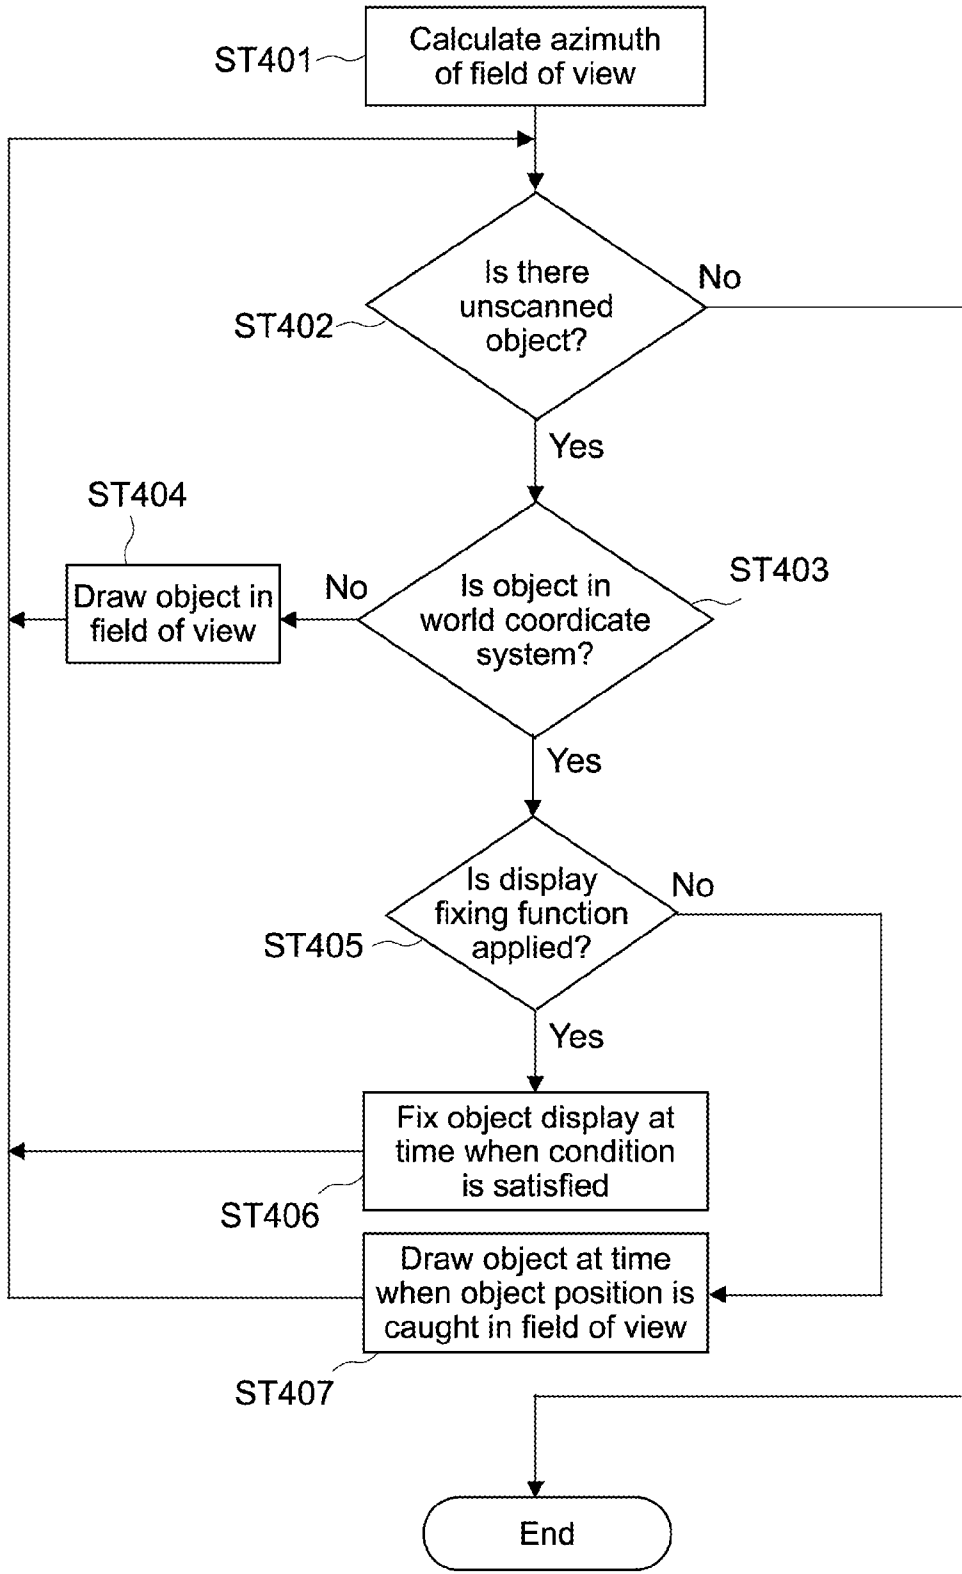 Calculate azimuth
of field of view
ST401
Is there
unscanned
object?
No
ST402
Yes
ST404
Draw object in
field of view
No
Is object in
world coordicate
system?
ST403
Yes
Is display
fixing function
applied?
No
ST405
Yes
Fix object display at
time when condition
is satisfied
ST406
Draw object at time
when object position is
caught in field of view
ST407
End